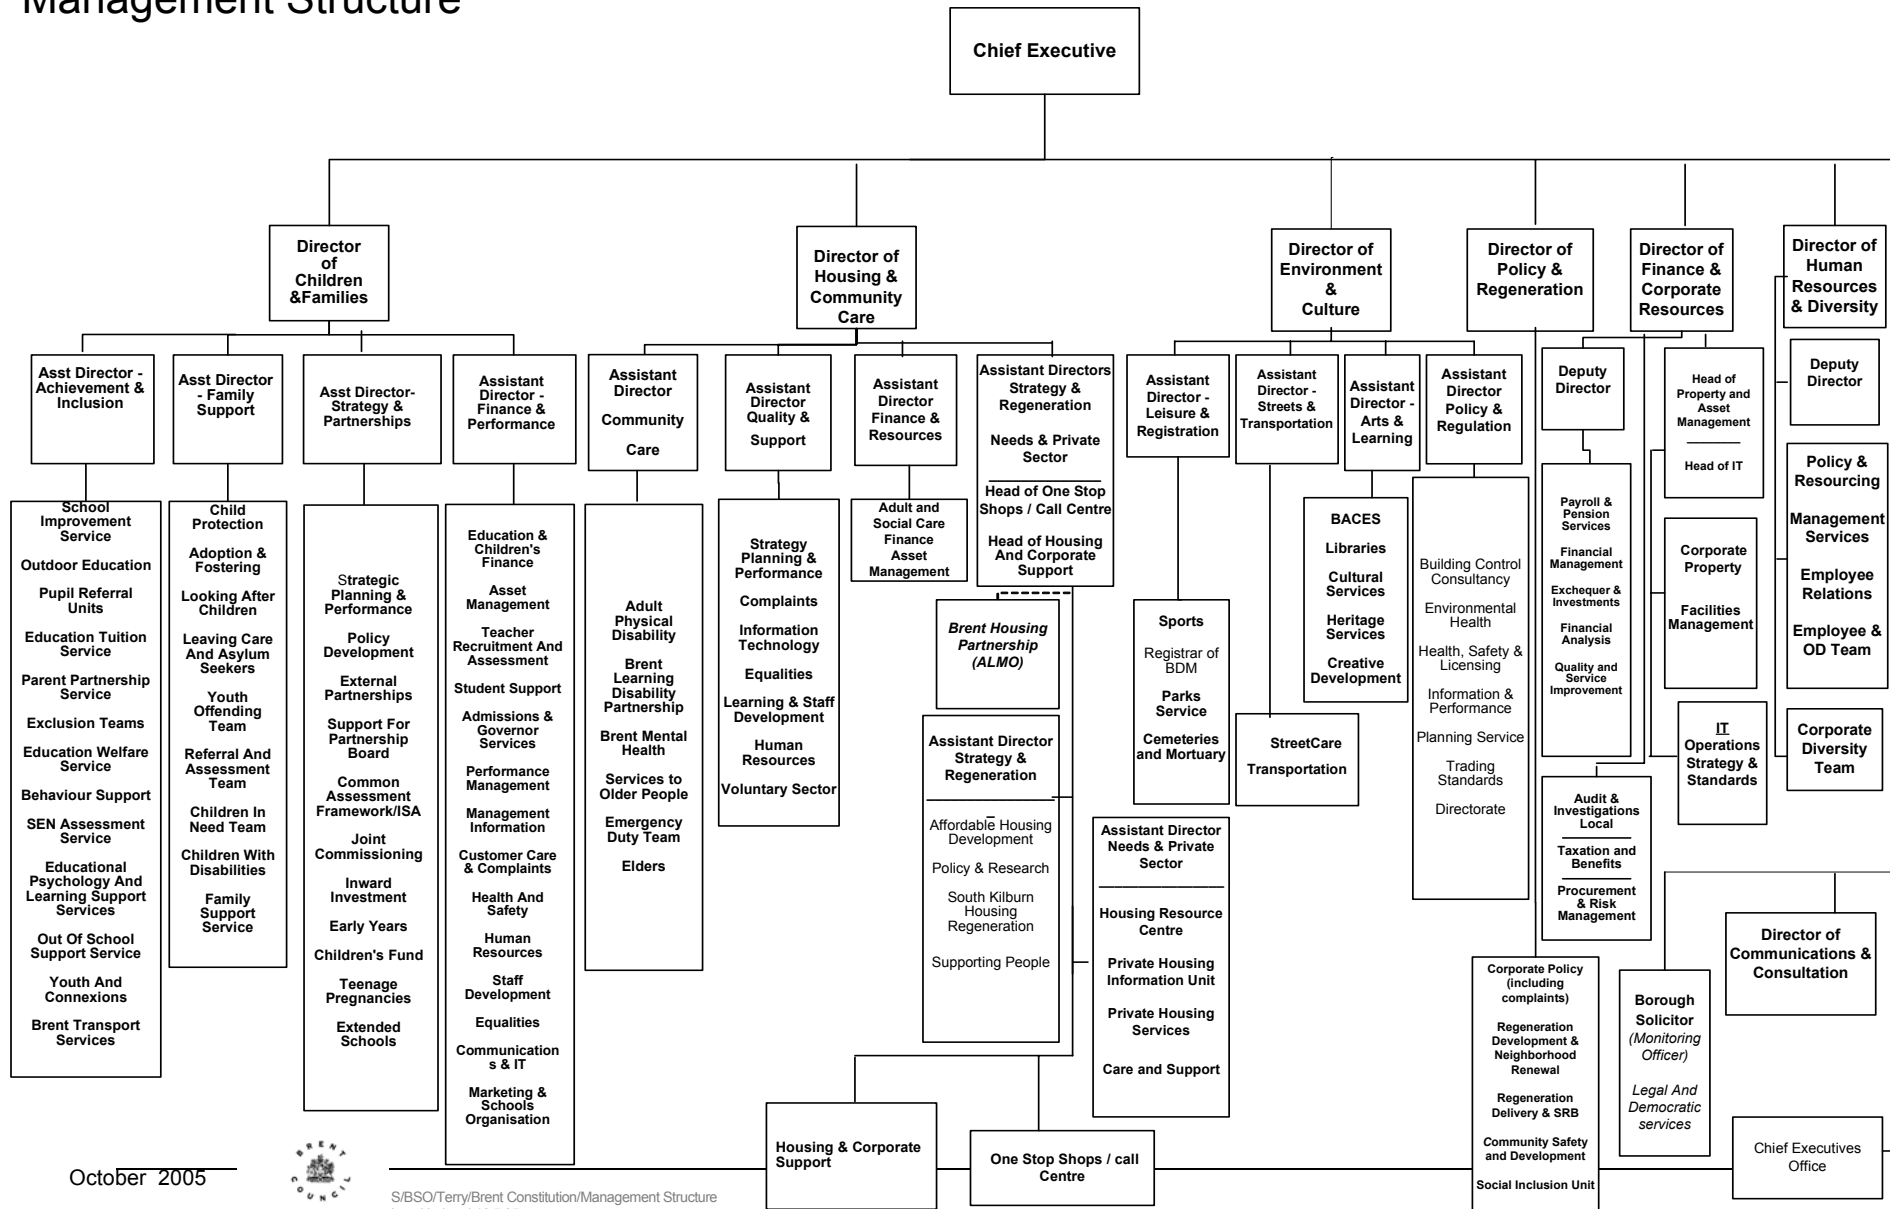 Management Structure
Chief Executive
Director
of
Children
&Families
Director of
Housing &
Community
Care
Director of
Environment
&
Culture
Director of
Policy &
Regeneration
Director of
Finance &
Corporate
Resources
Director of
Human
Resources
& Diversity
Asst Director -
Achievement &
Inclusion
Asst Director
- Family
Support
Asst Director-
Strategy &
Partnerships
Assistant
Director -
Finance &
Performance
Assistant
Director
Community
Care
Assistant
Director
Quality &
Support
Assistant
Director
Finance &
Resources
Assistant Directors
Strategy &
Regeneration
Needs & Private
Sector
Head of One Stop
Shops / Call Centre
Head of Housing
And Corporate
Support
Assistant
Director -
Leisure &
Registration
Assistant
Director -
Streets &
Transportation
Assistant
Director -
Arts &
Learning
Assistant
Director
Policy &
Regulation
Deputy
Director
Head of
Property and
Asset
Management
Head of IT
Deputy
Director
School
Improvement
Service
Outdoor Education
Pupil Referral
Units
Education Tuition
Service
Parent Partnership
Service
Exclusion Teams
Education Welfare
Service
Behaviour Support
SEN Assessment
Service
Educational
Psychology And
Learning Support
Services
Out Of School
Support Service
Youth And
Connexions
Brent Transport
Services
Child
Protection
Adoption &
Fostering
Looking After
Children
Leaving Care
And Asylum
Seekers
Youth
Offending
Team
Referral And
Assessment
Team
Children In
Need Team
Children With
Disabilities
Family
Support
Service
Strategic
Planning &
Performance
Policy
Development
External
Partnerships
Support For
Partnership
Board
Common
Assessment
Framework/ISA
Joint
Commissioning
Inward
Investment
Early Years
Children's Fund
Teenage
Pregnancies
Extended
Schools
Education &
Children's
Finance
Asset
Management
Teacher
Recruitment And
Assessment
Student Support
Admissions &
Governor
Services
Performance
Management
Management
Information
Customer Care
& Complaints
Health And
Safety
Human
Resources
Staff
Development
Equalities
Communication
s & IT
Marketing &
Schools
Organisation
Adult
Physical
Disability
Brent
Learning
Disability
Partnership
Brent Mental
Health
Services to
Older People
Emergency
Duty Team
Elders
Strategy
Planning &
Performance
Complaints
Information
Technology
Equalities
Learning & Staff
Development
Human
Resources
Voluntary Sector
Adult and
Social Care
Finance
Asset
Management
Brent Housing
Partnership
(ALMO)
Assistant Director
Strategy &
Regeneration
Affordable Housing
Development
Policy & Research
South Kilburn
Housing
Regeneration
Supporting People
Assistant Director
Needs & Private
Sector
Housing Resource
Centre
Private Housing
Information Unit
Private Housing
Services
Care and Support
Housing & Corporate
Support
One Stop Shops / call
Centre
Sports
Registrar of
BDM
Parks
Service
Cemeteries
and Mortuary
StreetCare
Transportation
BACES
Libraries
Cultural
Services
Heritage
Services
Creative
Development
Building Control
Consultancy
Environmental
Health
Health, Safety &
Licensing
Information &
Performance
Planning Service
Trading
Standards
Directorate
Corporate Policy
(including
complaints)
Regeneration
Development &
Neighborhood
Renewal
Regeneration
Delivery & SRB
Community Safety
and Development
Social Inclusion Unit
Payroll &
Pension
Services
Financial
Management
Exchequer &
Investments
Financial
Analysis
Quality and
Service
Improvement
Audit &
Investigations
Local
Taxation and
Benefits
Procurement
& Risk
Management
Corporate
Property
Facilities
Management
IT
Operations
Strategy &
Standards
Policy &
Resourcing
Management
Services
Employee
Relations
Employee &
OD Team
Corporate
Diversity
Team
Borough
Solicitor
(Monitoring
Officer)
Legal And
Democratic
services
Director of
Communications &
Consultation
Chief Executives
Office
October 2005
BRENT
COUNCIL
S/BSO/Terry/Brent Constitution/Management Structure